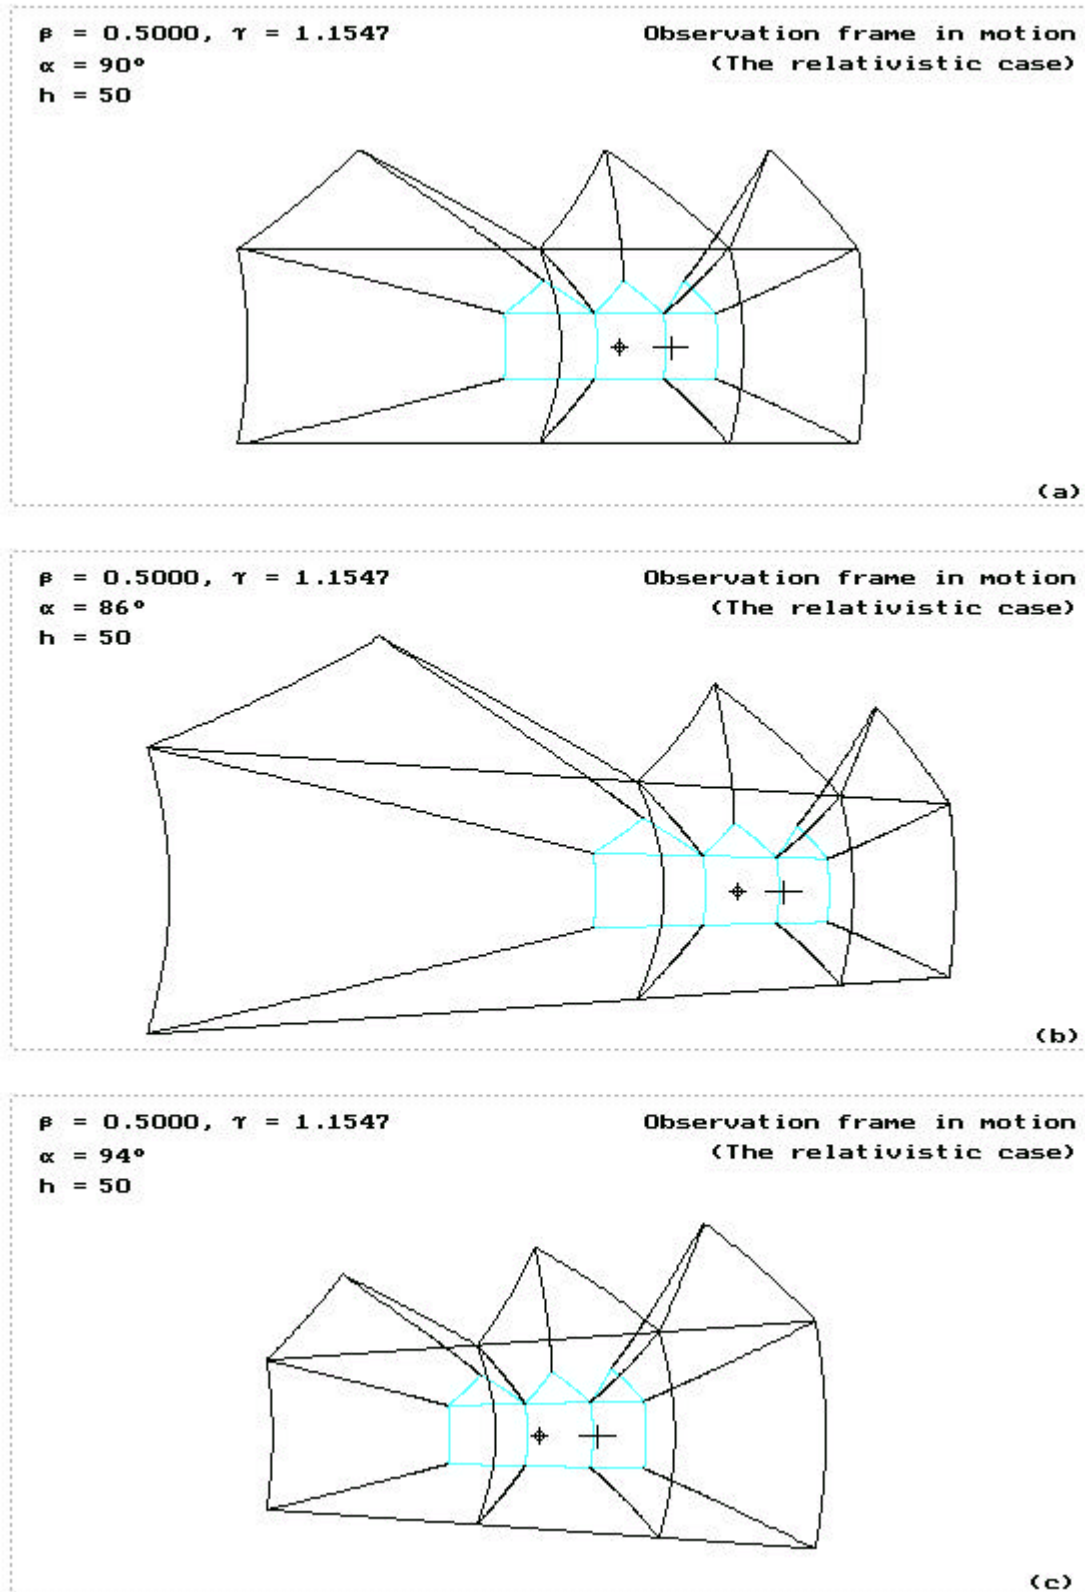 β = 0.5000, γ = 1.1547
Observation frame in motion
α = 90°
(The relativistic case)
h = 50
(a)
β = 0.5000, γ = 1.1547
Observation frame in motion
α = 86°
(The relativistic case)
h = 50
(b)
β = 0.5000, γ = 1.1547
Observation frame in motion
α = 94°
(The relativistic case)
h = 50
(c)